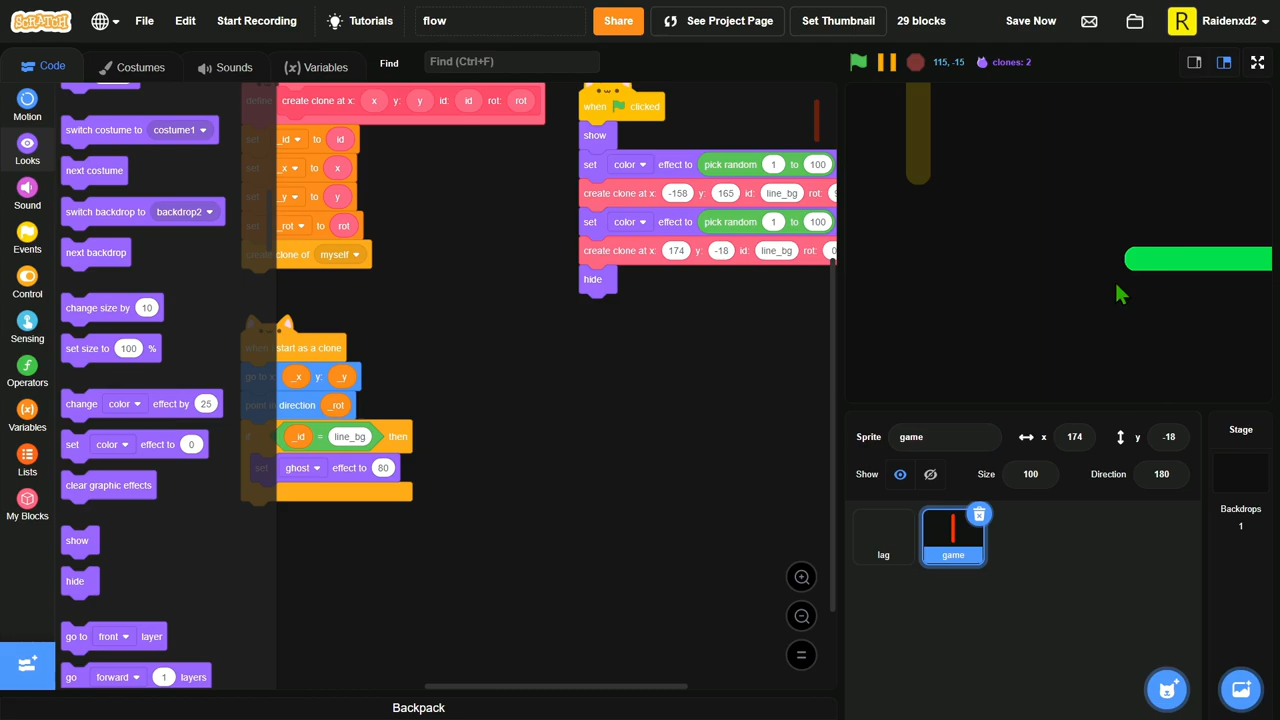 SCRATCH File Edit Start Recording Tutorials flow Share See Project Page Set Thumbnail 29 blocks Save Now R Raidenxd2
Code Costumes Sounds (x) Variables Find Find (Ctrl+F) 115, -15 clones: 2
Motion
Looks
Sound
Events
Control
Sensing
Operators
Variables
Lists
My Blocks
switch costume to costume1
next costume
switch backdrop to backdrop2
next backdrop
change size by 10
set size to 100 %
change color effect by 25
set color effect to 0
clear graphic effects
show
hide
go to front layer
go forward 1 layers
define create clone at x: x y: y id: id rot: rot
set _id to id
set _x to x
set _y to y
set _rot to rot
create clone of myself
when I start as a clone
go to x: _x y: _y
point in direction _rot
if _id = line_bg then
set ghost effect to 80
when clicked
show
set color effect to pick random 1 to 100
create clone at x: -158 y: 165 id: line_bg rot:
set color effect to pick random 1 to 100
create clone at x: 174 y: -18 id: line_bg rot: 0
hide
Sprite game x 174 y -18
Show Size 100 Direction 180
lag
game
Stage
Backdrops
1
Backpack